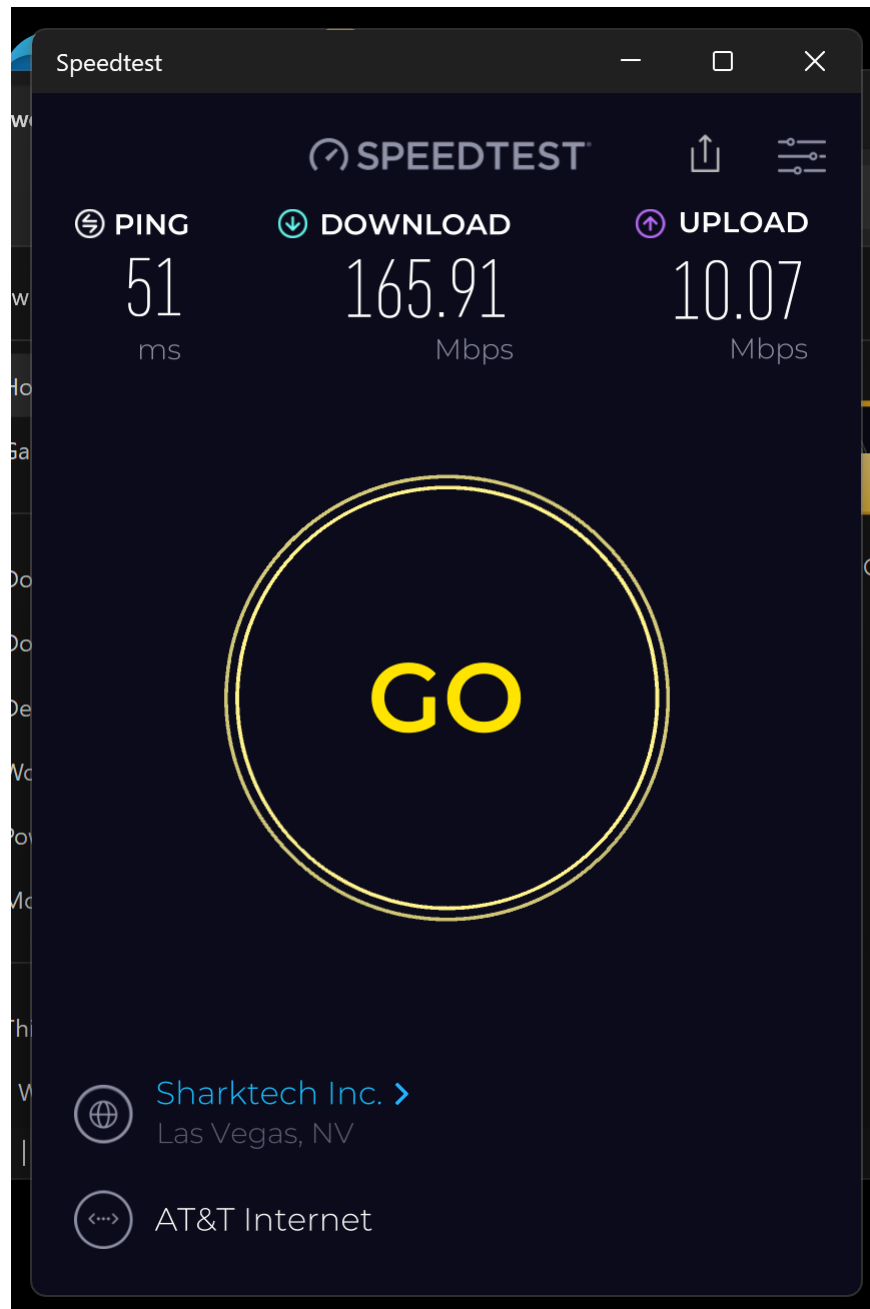 Speedtest
SPEEDTEST
PING
51
ms
DOWNLOAD
165.91
Mbps
UPLOAD
10.07
Mbps
GO
Sharktech Inc.
Las Vegas, NV
AT&T Internet